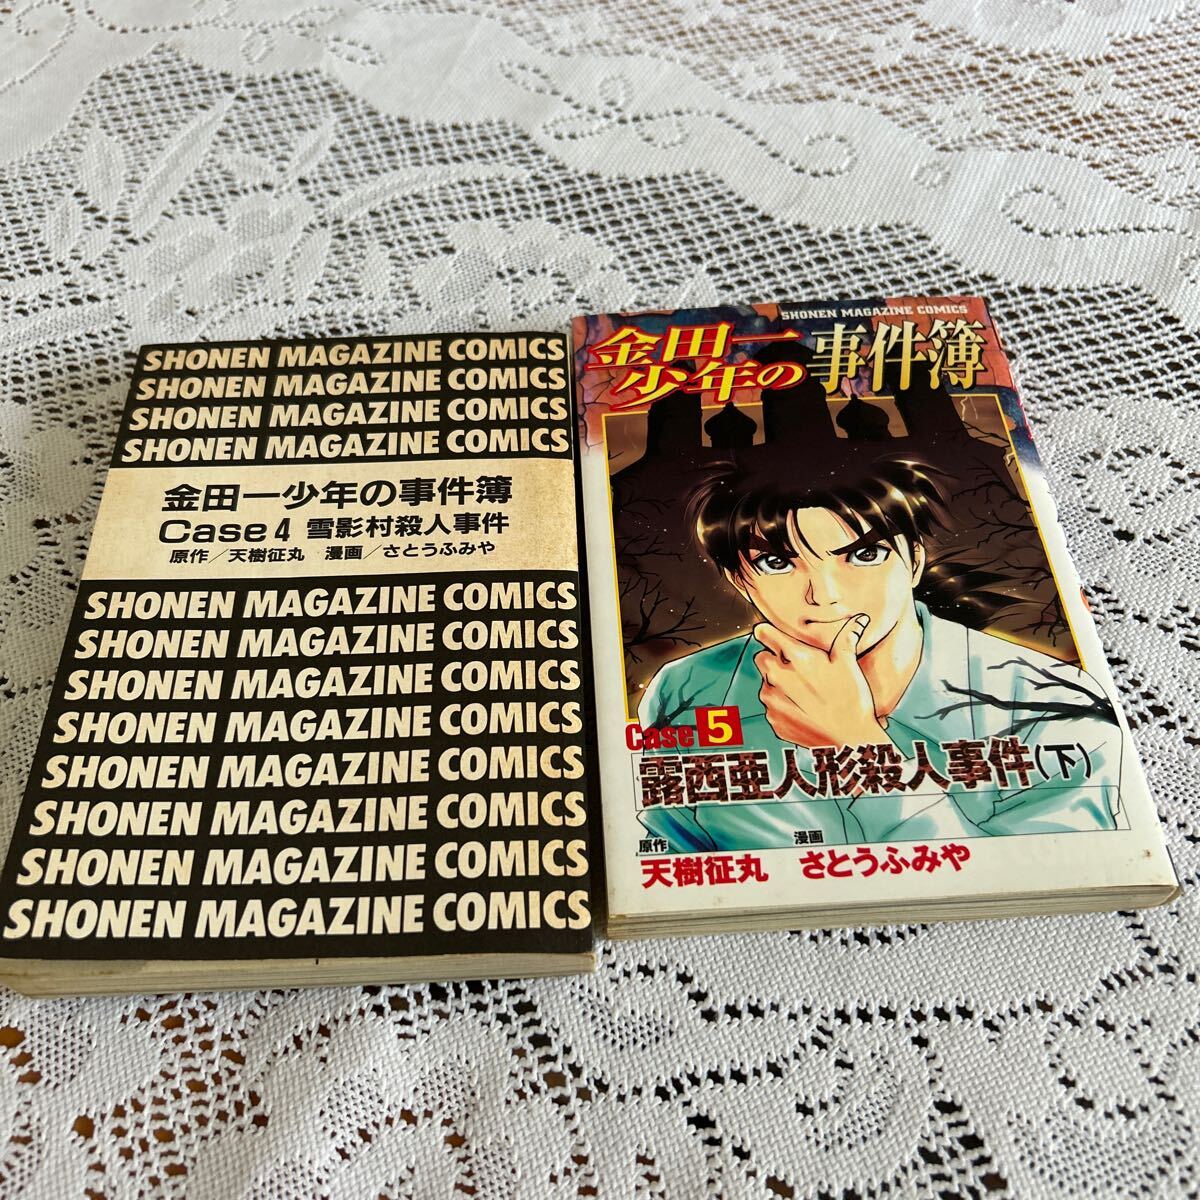 SHONEN MAGAZINE COMICS
SHONEN MAGAZINE COMICS
SHONEN MAGAZINE COMICS
SHONEN MAGAZINE COMICS
金田一少年の事件簿
Case 4 雪影村殺人事件
原作／天樹征丸 漫画／さとうふみや
SHONEN MAGAZINE COMICS
SHONEN MAGAZINE COMICS
SHONEN MAGAZINE COMICS
SHONEN MAGAZINE COMICS
SHONEN MAGAZINE COMICS
SHONEN MAGAZINE COMICS
SHONEN MAGAZINE COMICS
SHONEN MAGAZINE COMICS
SHONEN MAGAZINE COMICS
金田一少年の事件簿
Case 5
露西亜人形殺人事件(下)
原作 漫画
天樹征丸 さとうふみや